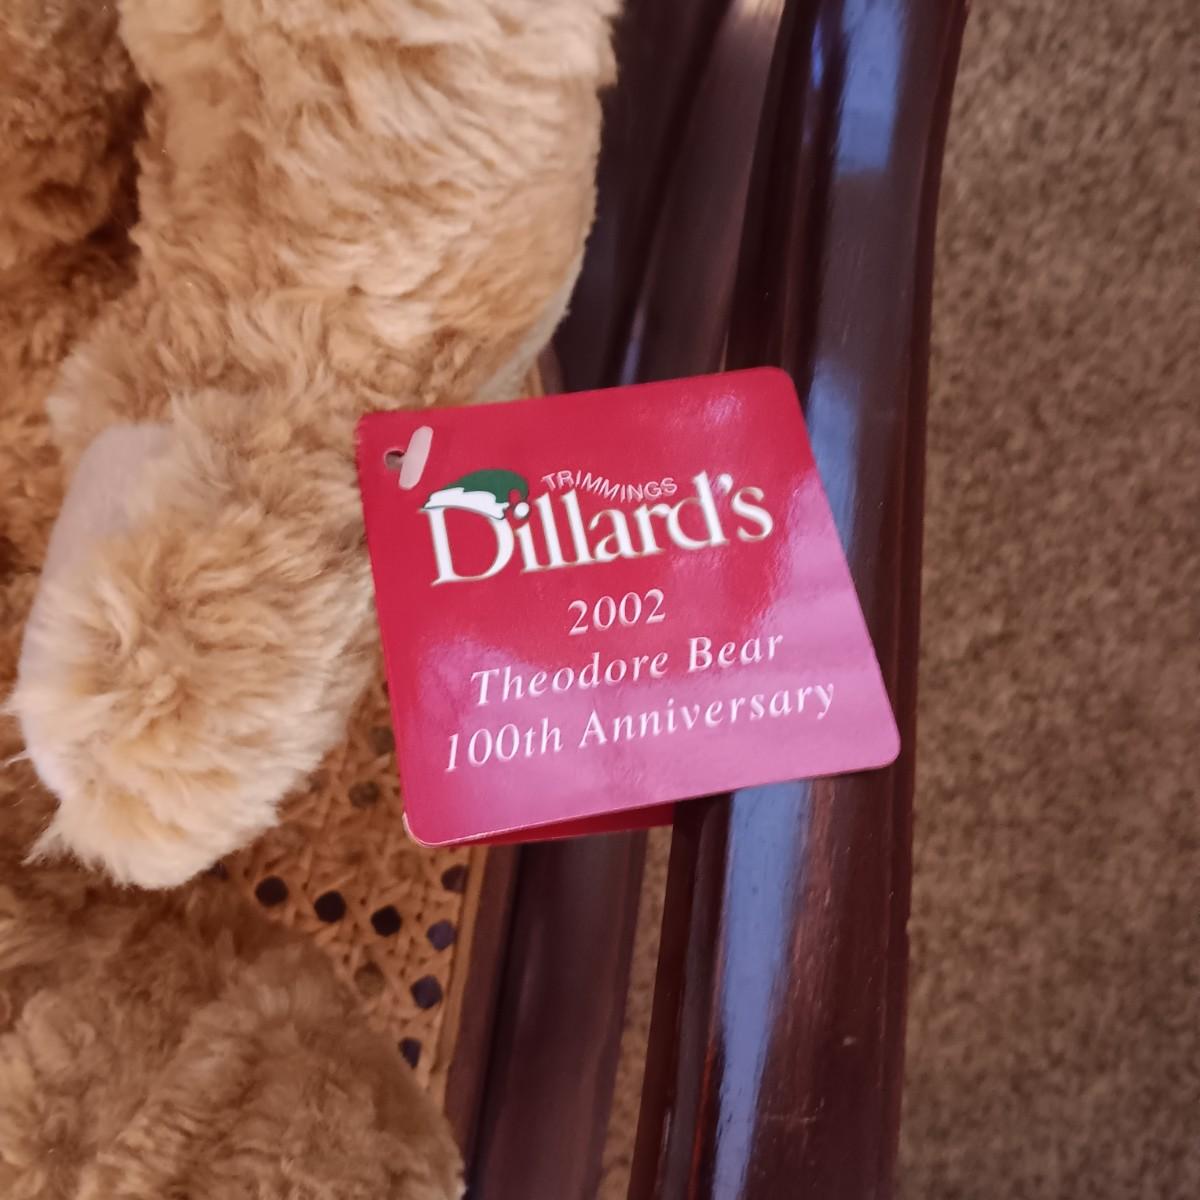 TRIMMINGS
Dillard's
2002
Theodore Bear
100th Anniversary